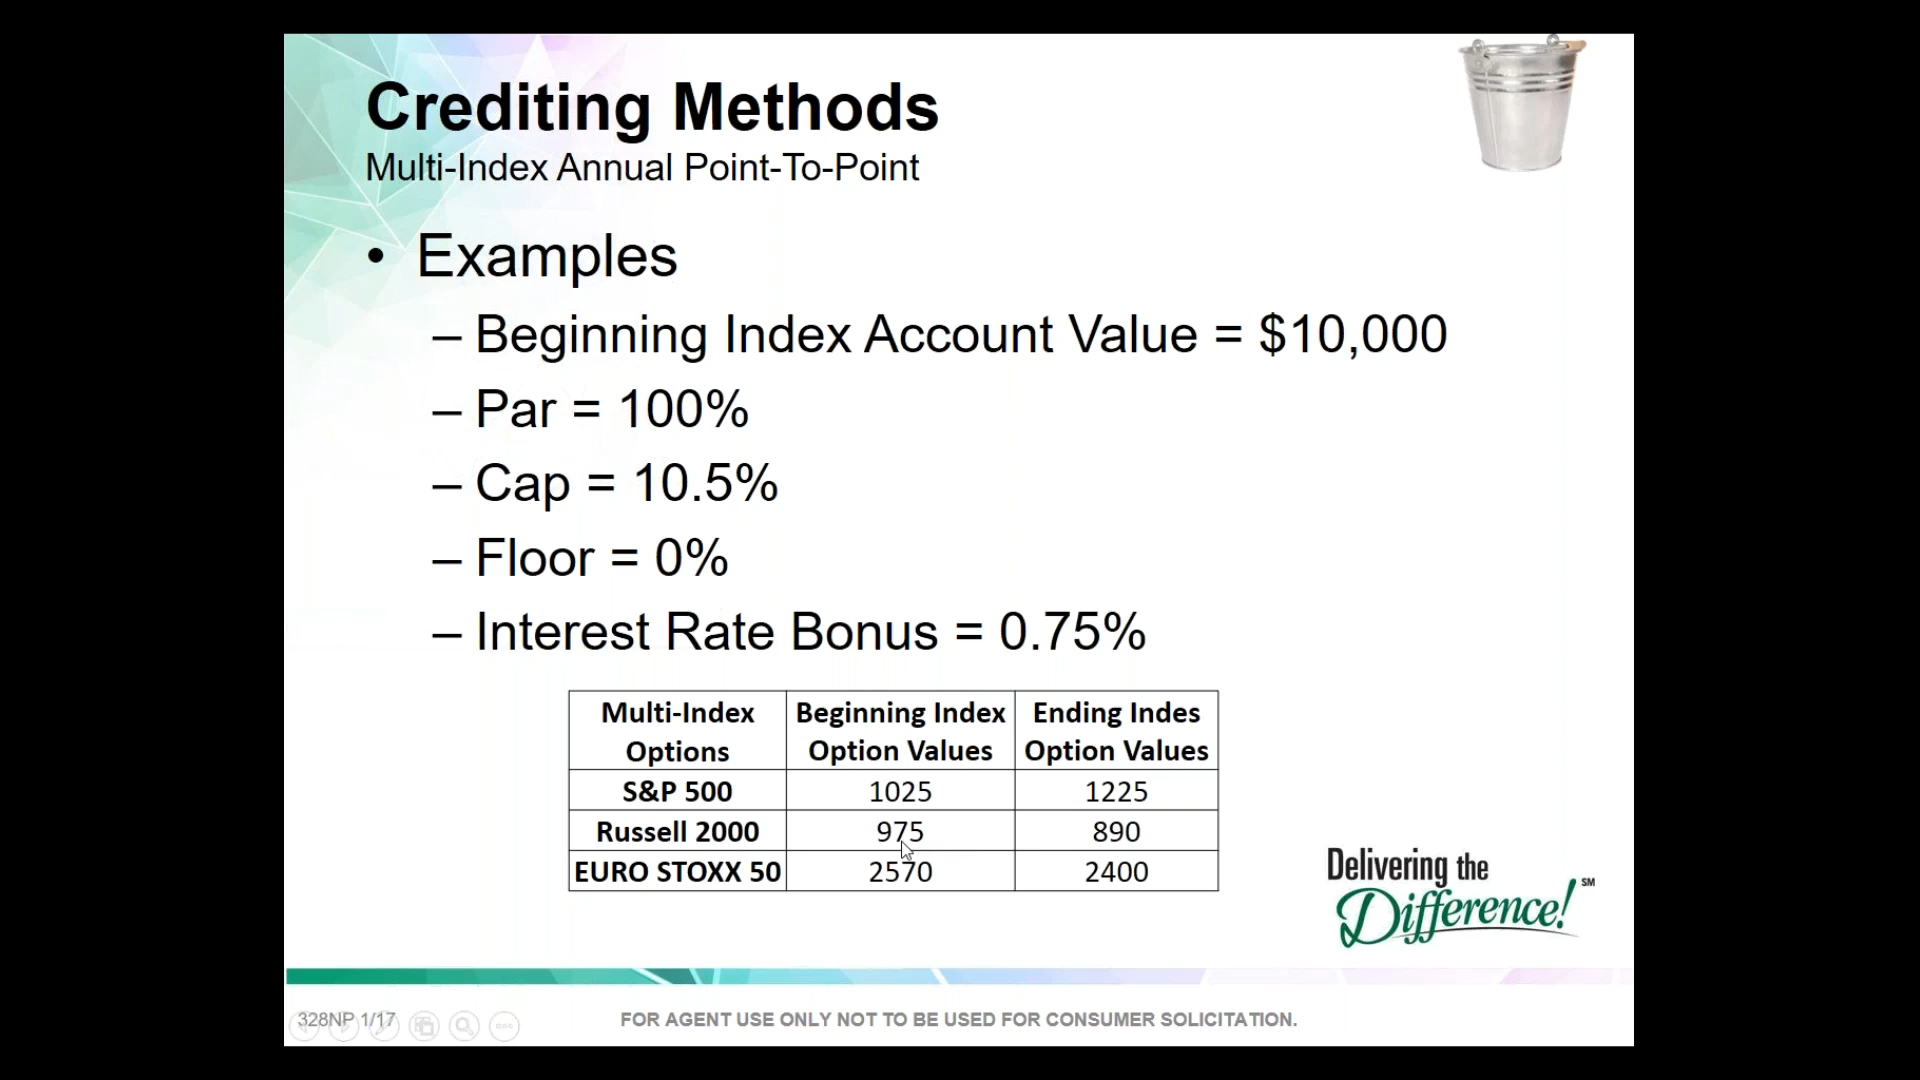 Crediting Methods
Multi-Index Annual Point-To-Point
• Examples
– Beginning Index Account Value = $10,000
– Par = 100%
– Cap = 10.5%
– Floor = 0%
– Interest Rate Bonus = 0.75%
Multi-Index Options Beginning Index Option Values Ending Indes Option Values
S&P 500 1025 1225
Russell 2000 975 890
EURO STOXX 50 2570 2400
Delivering the
Difference! SM
328NP 1/17 FOR AGENT USE ONLY NOT TO BE USED FOR CONSUMER SOLICITATION.